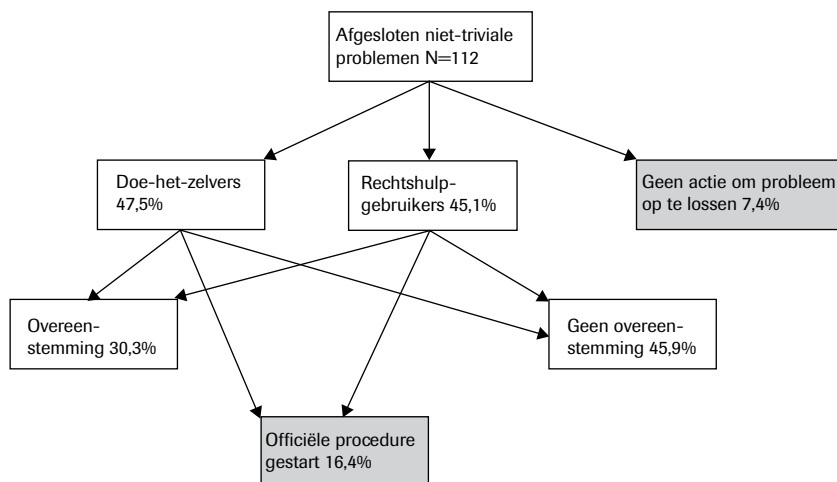 Afgesloten niet-triviale
problemen N=112
Doe-het-zelvers
47,5%
Rechtshulp-
gebruikers 45,1%
Geen actie om probleem
op te lossen 7,4%
Overeen-
stemming 30,3%
Geen overeen-
stemming 45,9%
Officiële procedure
gestart 16,4%